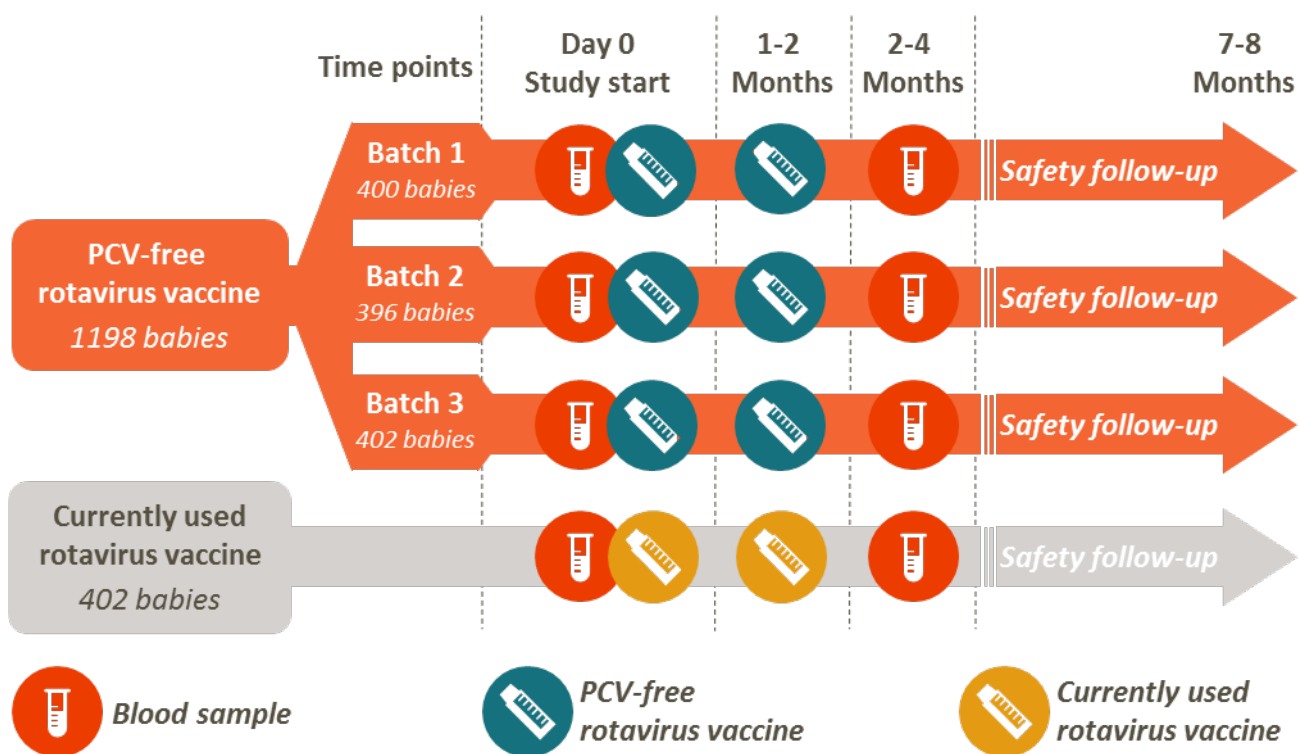 Time points
Day 0
Study start
1-2
Months
2-4
Months
7-8
Months
PCV-free
rotavirus vaccine
1198 babies
Batch 1
400 babies
Safety follow-up
Batch 2
396 babies
Safety follow-up
Batch 3
402 babies
Safety follow-up
Currently used
rotavirus vaccine
402 babies
Safety follow-up
Blood sample
PCV-free
rotavirus vaccine
Currently used
rotavirus vaccine